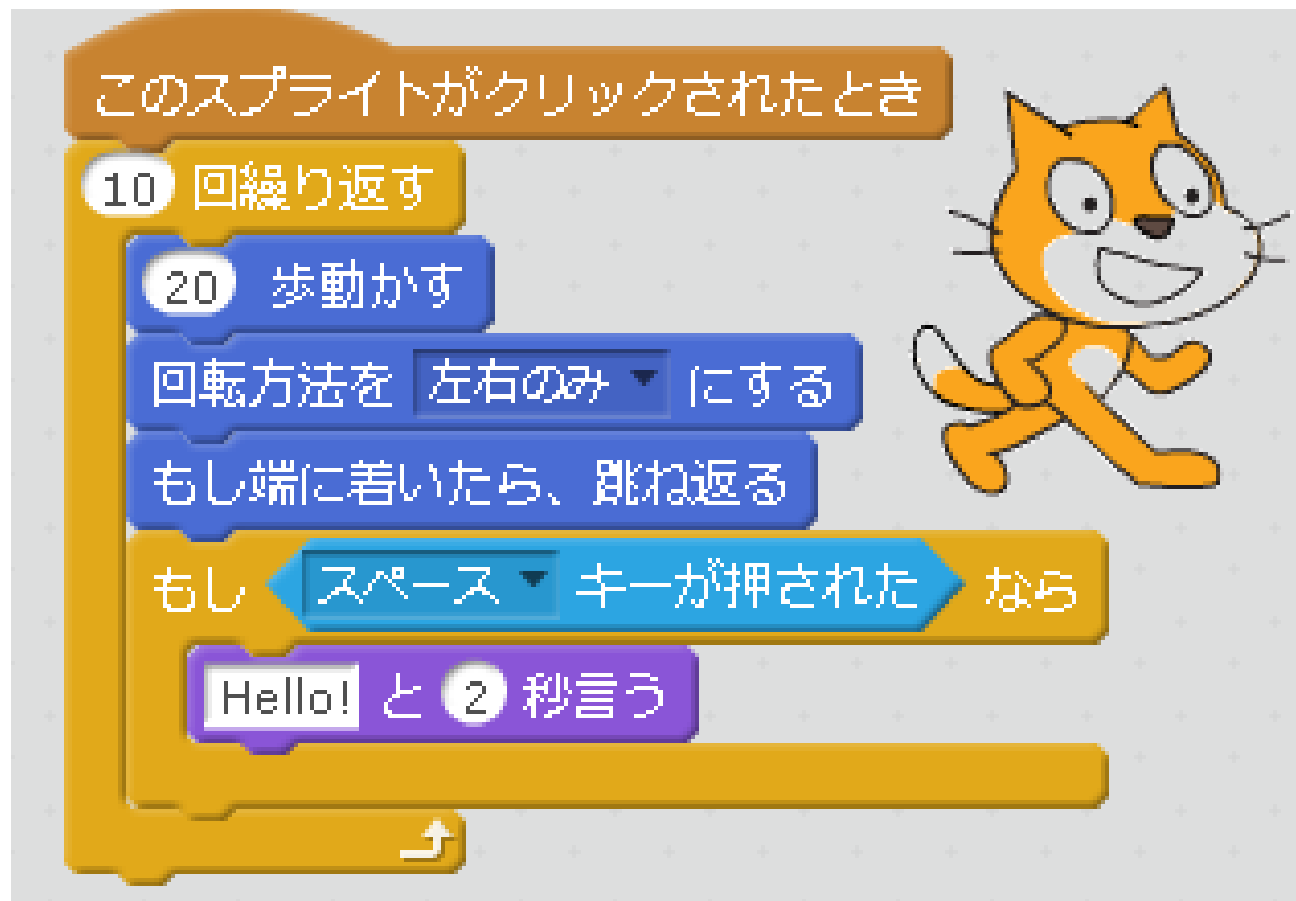 このスプライトがクリックされたとき
10 回繰り返す
20 歩動かす
回転方法を 左右のみ にする
もし端に着いたら、跳ね返る
もし スペース キーが押された なら
Hello! と 2 秒言う